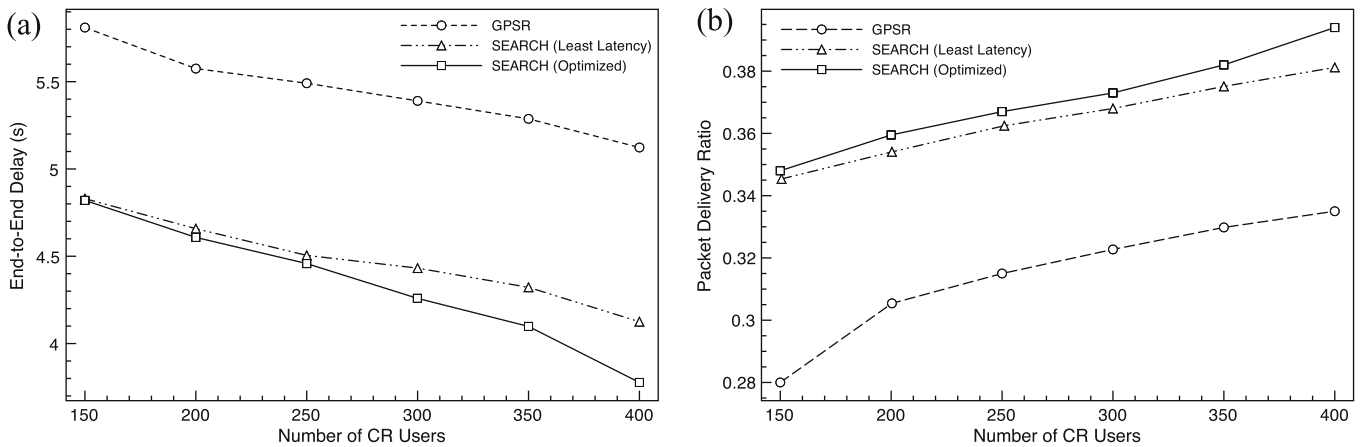 (a)
GPSR
SEARCH (Least Latency)
SEARCH (Optimized)
5.5
5
4.5
4
End-to-End Delay (s)
150 200 250 300 350 400
Number of CR Users
(b)
GPSR
SEARCH (Least Latency)
SEARCH (Optimized)
0.38
0.36
0.34
0.32
0.3
0.28
Packet Delivery Ratio
150 200 250 300 350 400
Number of CR Users